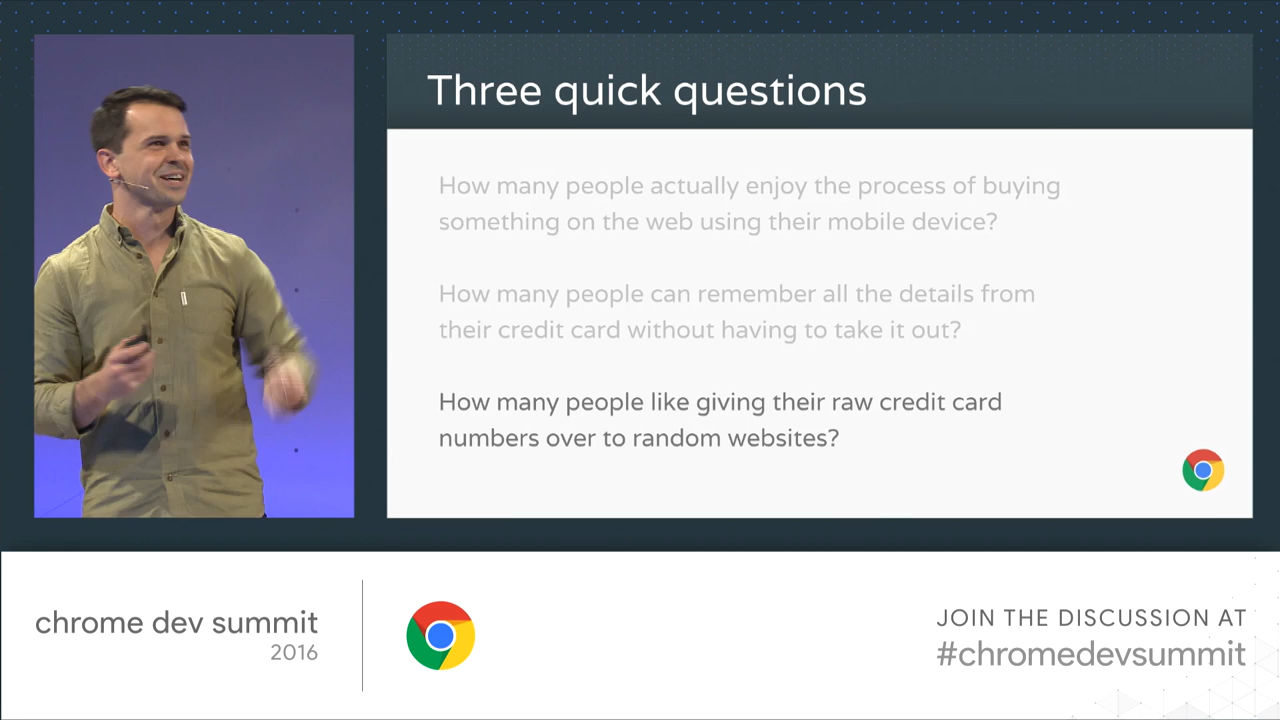 Three quick questions
How many people actually enjoy the process of buying
something on the web using their mobile device?
How many people can remember all the details from
their credit card without having to take it out?
How many people like giving their raw credit card
numbers over to random websites?
chrome dev summit
2016
JOIN THE DISCUSSION AT
#chromedevsummit